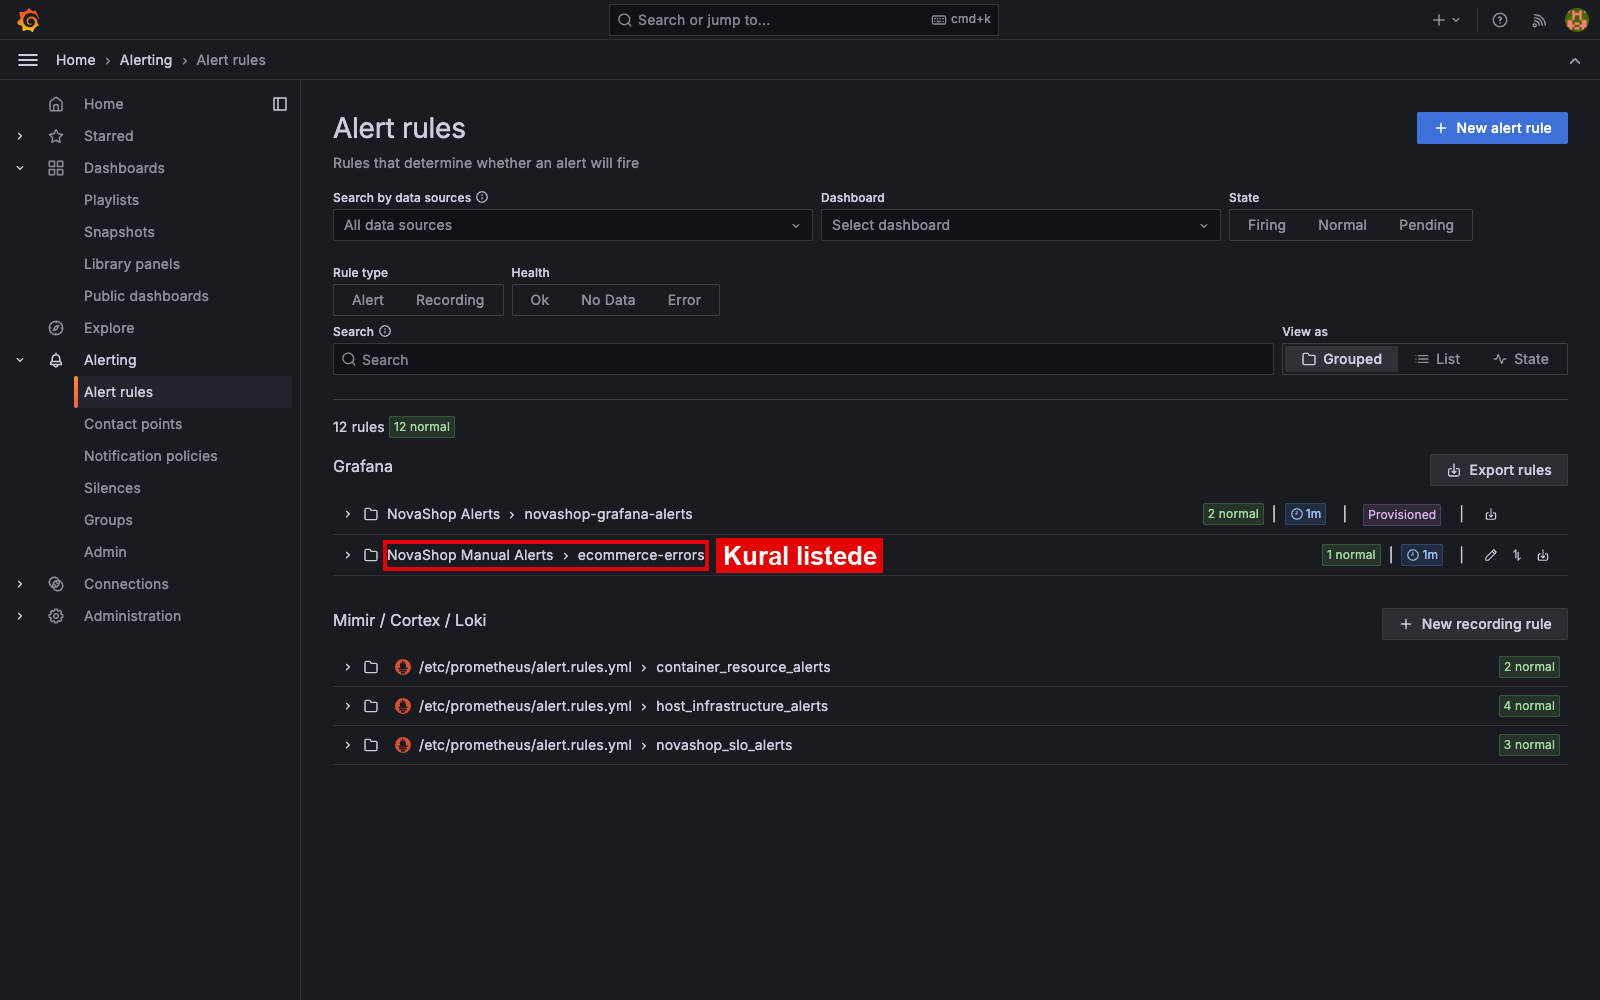 Search or jump to... cmd+k
Home › Alerting › Alert rules
Home
Starred
Dashboards
Playlists
Snapshots
Library panels
Public dashboards
Explore
Alerting
Alert rules
Contact points
Notification policies
Silences
Groups
Admin
Connections
Administration
Alert rules
New alert rule
Rules that determine whether an alert will fire
Search by data sources Dashboard State
All data sources Select dashboard Firing Normal Pending
Rule type Health
Alert Recording Ok No Data Error
Search View as
Search Grouped List State
12 rules 12 normal
Grafana Export rules
NovaShop Alerts › novashop-grafana-alerts 2 normal | 1m | Provisioned |
NovaShop Manual Alerts › ecommerce-errors Kural listede 1 normal | 1m |
Mimir / Cortex / Loki New recording rule
/etc/prometheus/alert.rules.yml › container_resource_alerts 2 normal
/etc/prometheus/alert.rules.yml › host_infrastructure_alerts 4 normal
/etc/prometheus/alert.rules.yml › novashop_slo_alerts 3 normal